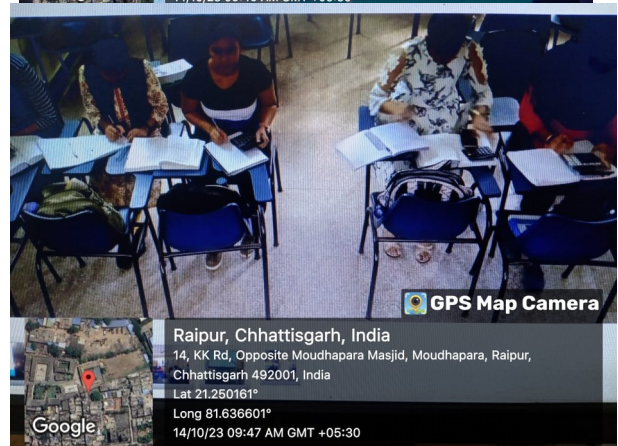 GPS Map Camera
Raipur, Chhattisgarh, India
14, KK Rd, Opposite Moudhapara Masjid, Moudhapara, Raipur,
Chhattisgarh 492001, India
Lat 21.250161°
Long 81.636601°
14/10/23 09:47 AM GMT +05:30
Google